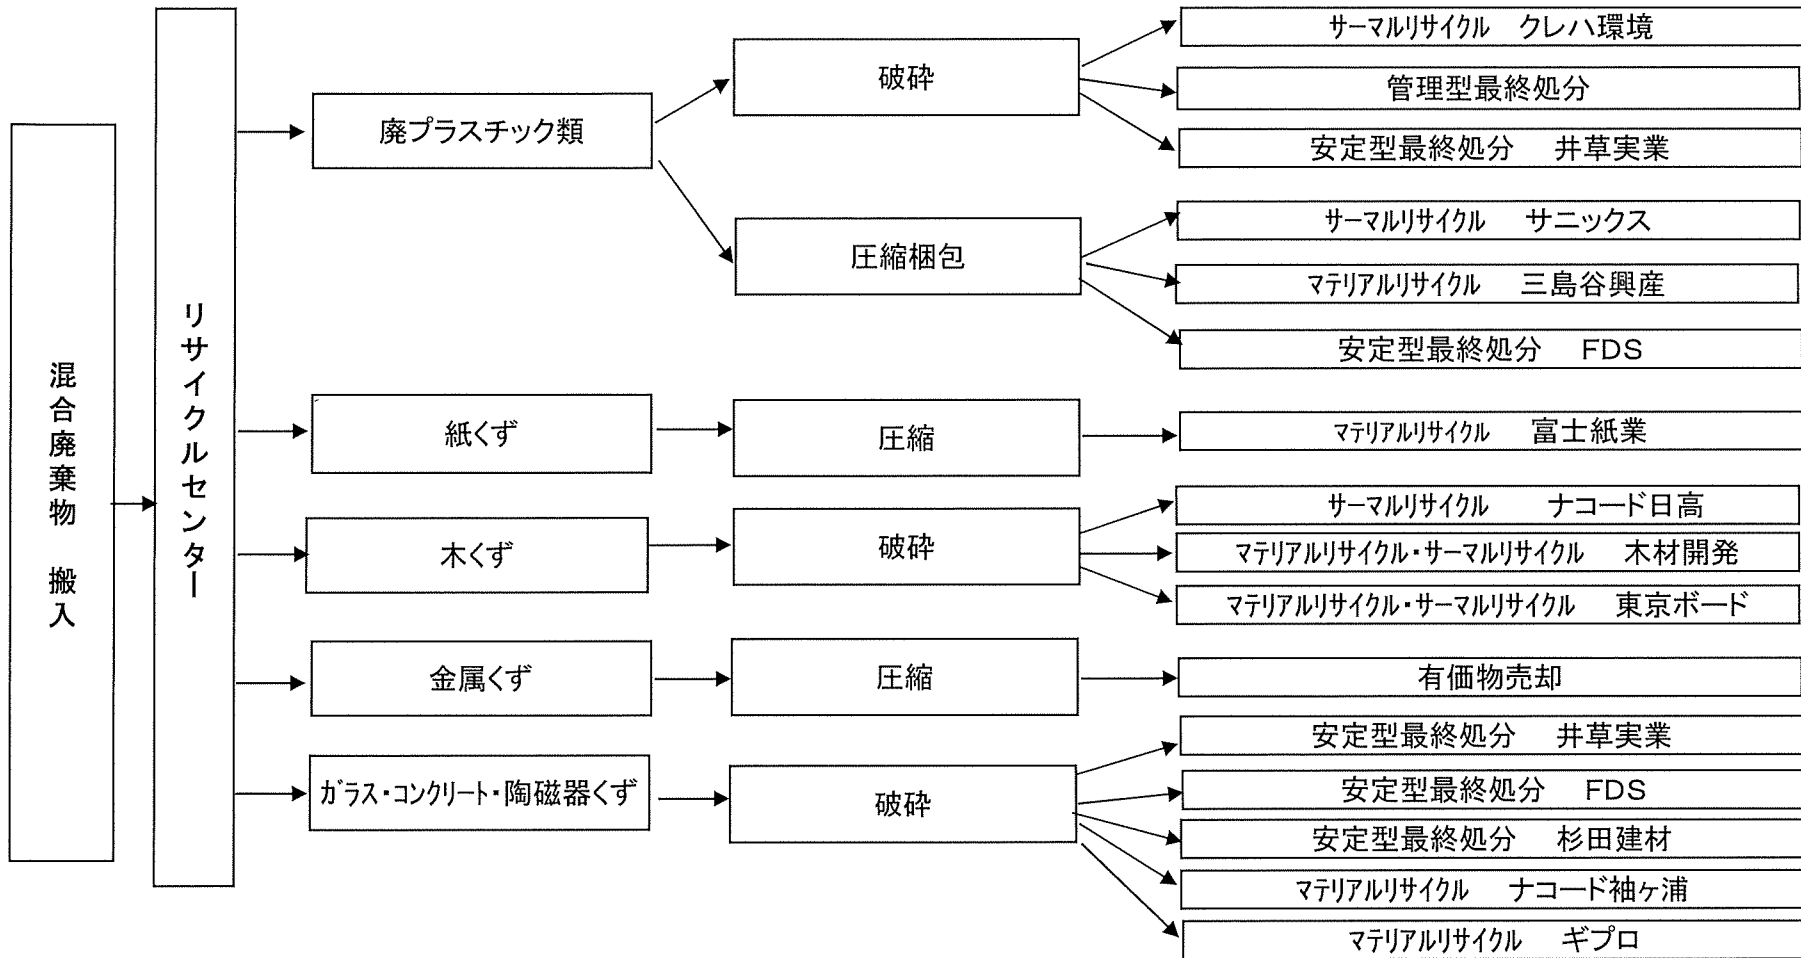 混合廃棄物　搬入
リサイクルセンター
廃プラスチック類
破砕
サーマルリサイクル　クレハ環境
管理型最終処分
安定型最終処分　井草実業
圧縮梱包
サーマルリサイクル　サニックス
マテリアルリサイクル　三島谷興産
安定型最終処分　FDS
紙くず
圧縮
マテリアルリサイクル　富士紙業
木くず
破砕
サーマルリサイクル　ナコード日高
マテリアルリサイクル・サーマルリサイクル　木材開発
マテリアルリサイクル・サーマルリサイクル　東京ボード
金属くず
圧縮
有価物売却
ガラス・コンクリート・陶磁器くず
破砕
安定型最終処分　井草実業
安定型最終処分　FDS
安定型最終処分　杉田建材
マテリアルリサイクル　ナコード袖ヶ浦
マテリアルリサイクル　ギプロ